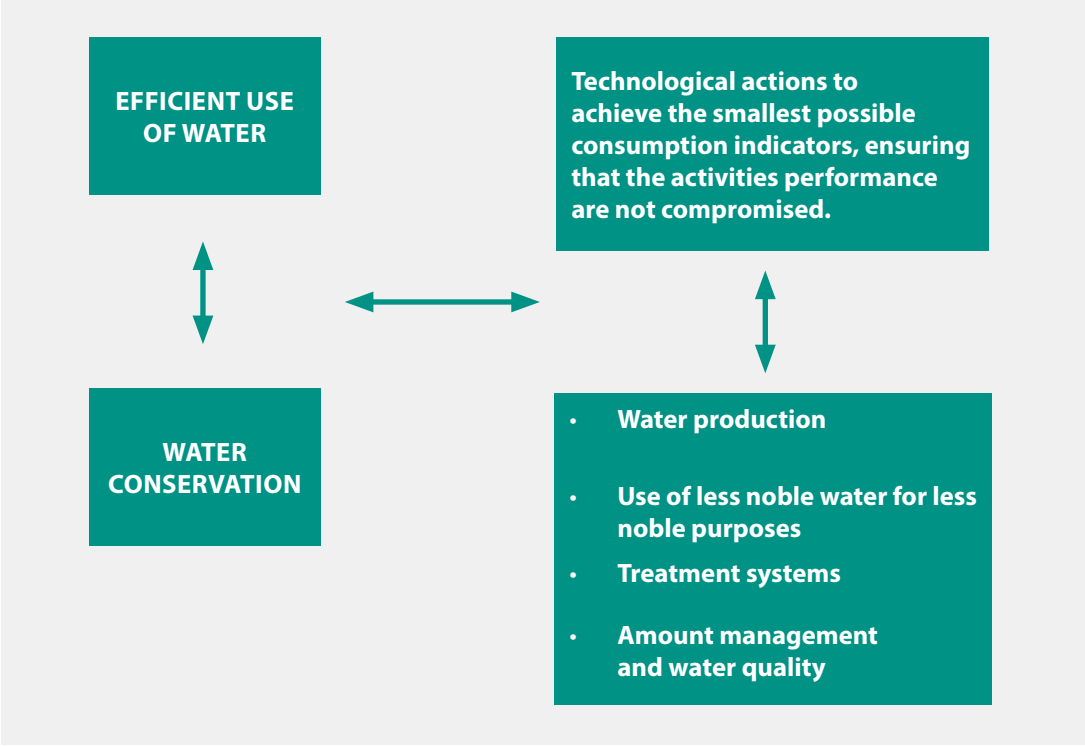 EFFICIENT USE
OF WATER
Technological actions to
achieve the smallest possible
consumption indicators, ensuring
that the activities performance
are not compromised.
WATER
CONSERVATION
• Water production
• Use of less noble water for less
noble purposes
• Treatment systems
• Amount management
and water quality